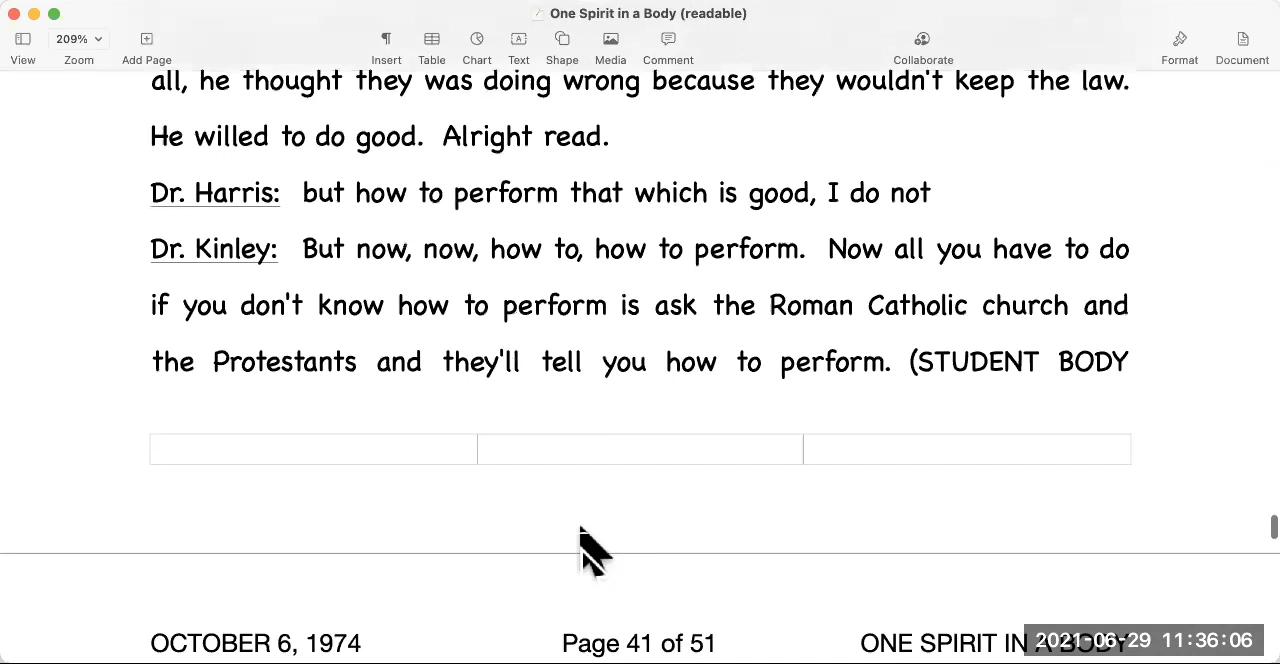 One Spirit in a Body (readable)
209%
View Zoom Add Page Insert Table Chart Text Shape Media Comment Collaborate Format Document
all, he thought they was doing wrong because they wouldn't keep the law.
He willed to do good. Alright read.
Dr. Harris: but how to perform that which is good, I do not
Dr. Kinley: But now, now, how to, how to perform. Now all you have to do
if you don't know how to perform is ask the Roman Catholic church and
the Protestants and they'll tell you how to perform. (STUDENT BODY
OCTOBER 6, 1974 Page 41 of 51 ONE SPIRIT IN A BODY
2021-06-29 11:36:06